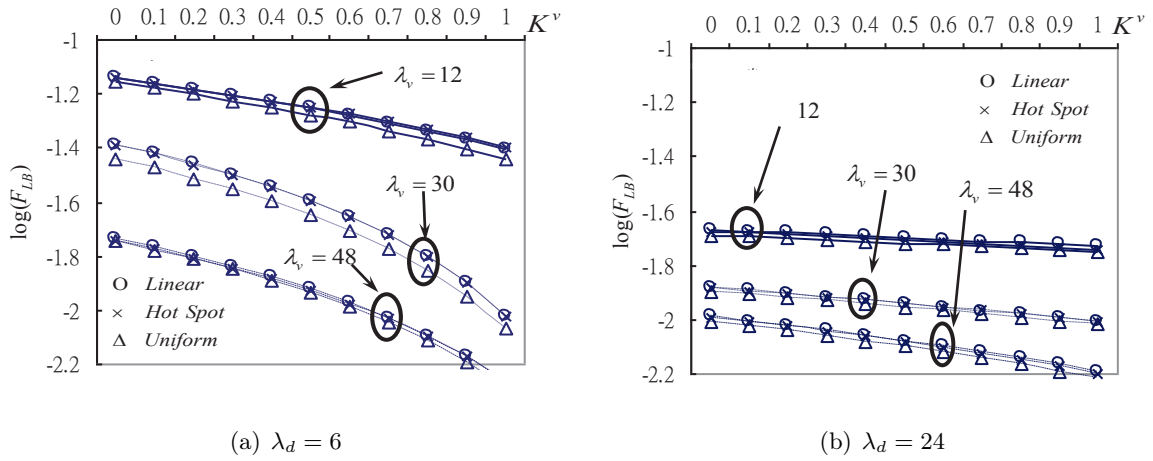 0 0.1 0.2 0.3 0.4 0.5 0.6 0.7 0.8 0.9 1 K^v
-1
-1.2
-1.4
-1.6
-1.8
-2
-2.2
log(F_LB)
λ_v = 12
λ_v = 30
λ_v = 48
Linear
Hot Spot
Uniform
(a) λ_d = 6
0 0.1 0.2 0.3 0.4 0.5 0.6 0.7 0.8 0.9 1 K^v
-1
-1.2
-1.4
-1.6
-1.8
-2
-2.2
log(F_LB)
Linear
Hot Spot
Uniform
12
λ_v = 30
λ_v = 48
(b) λ_d = 24